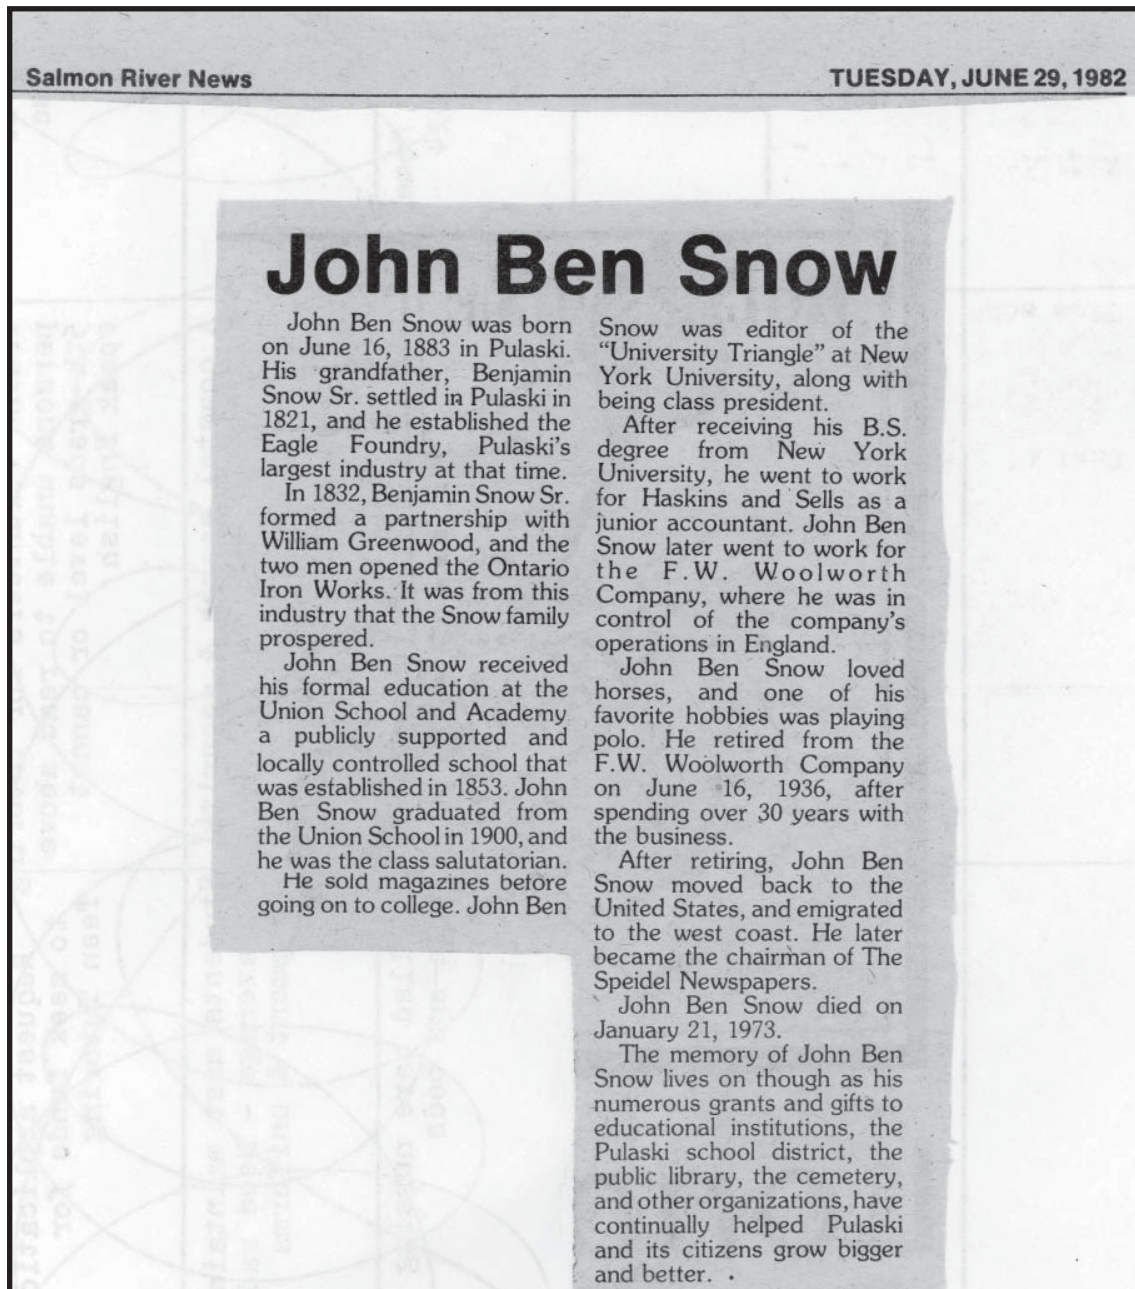 Salmon River News
TUESDAY, JUNE 29, 1982
John Ben Snow
John Ben Snow was born
on June 16, 1883 in Pulaski.
His grandfather, Benjamin
Snow Sr. settled in Pulaski in
1821, and he established the
Eagle Foundry, Pulaski's
largest industry at that time.
In 1832, Benjamin Snow Sr.
formed a partnership with
William Greenwood, and the
two men opened the Ontario
Iron Works. It was from this
industry that the Snow family
prospered.
John Ben Snow received
his formal education at the
Union School and Academy
a publicly supported and
locally controlled school that
was established in 1853. John
Ben Snow graduated from
the Union School in 1900, and
he was the class salutatorian.
He sold magazines before
going on to college. John Ben
Snow was editor of the
“University Triangle” at New
York University, along with
being class president.
After receiving his B.S.
degree from New York
University, he went to work
for Haskins and Sells as a
junior accountant. John Ben
Snow later went to work for
the F.W. Woolworth
Company, where he was in
control of the company's
operations in England.
John Ben Snow loved
horses, and one of his
favorite hobbies was playing
polo. He retired from the
F.W. Woolworth Company
on June 16, 1936, after
spending over 30 years with
the business.
After retiring, John Ben
Snow moved back to the
United States, and emigrated
to the west coast. He later
became the chairman of The
Speidel Newspapers.
John Ben Snow died on
January 21, 1973.
The memory of John Ben
Snow lives on though as his
numerous grants and gifts to
educational institutions, the
Pulaski school district, the
public library, the cemetery,
and other organizations, have
continually helped Pulaski
and its citizens grow bigger
and better.